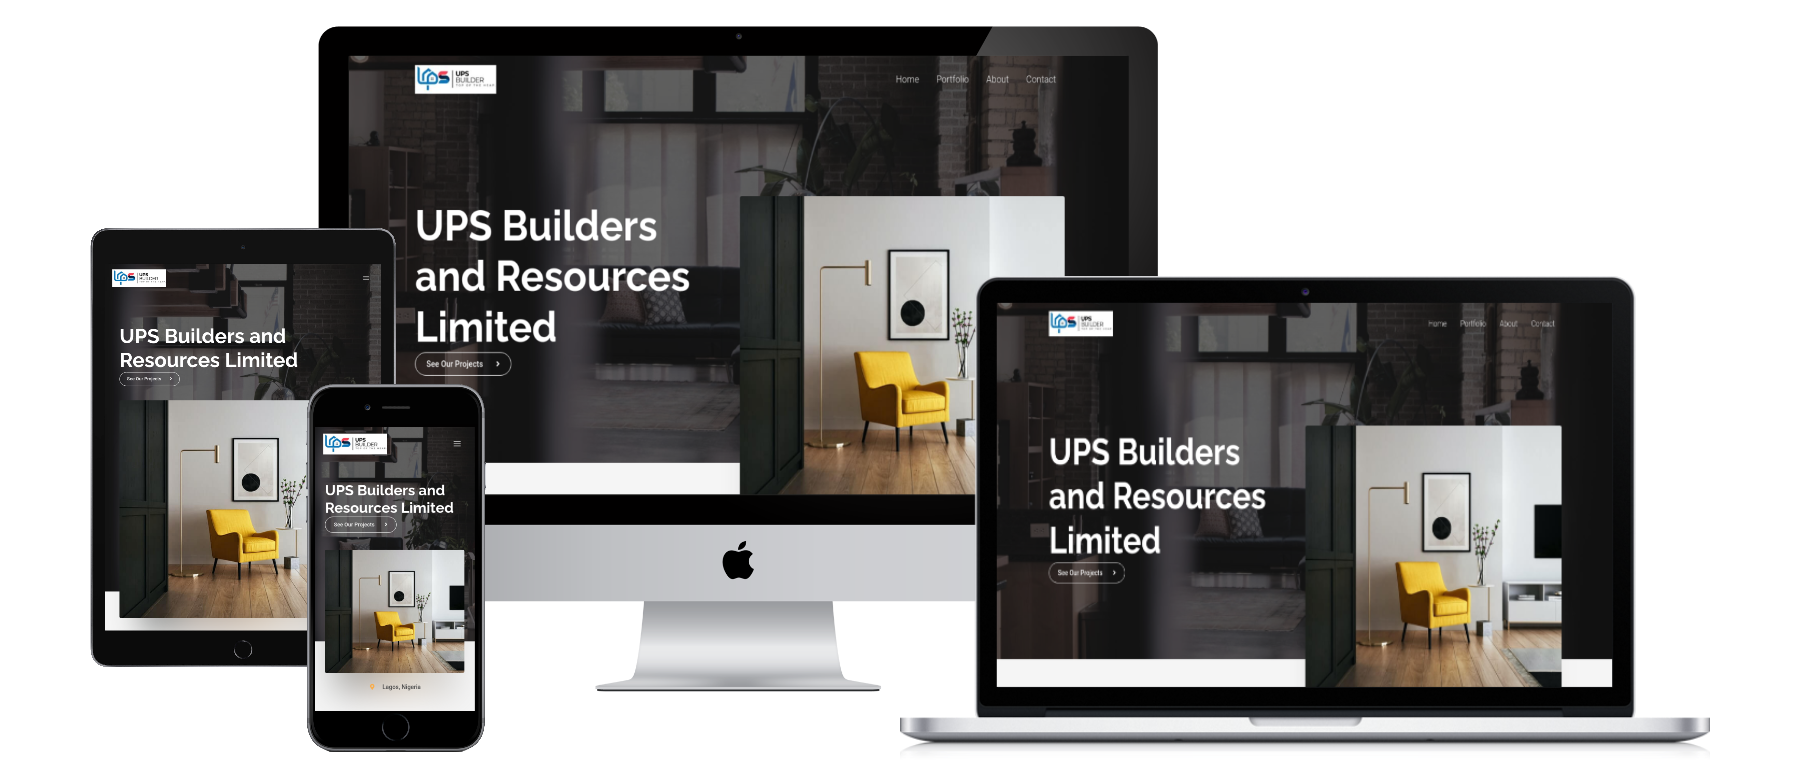 UPS
BUILDER
Home Portfolio About Contact
UPS Builders
and Resources
Limited
See Our Projects
UPS
BUILDER
UPS Builders and
Resources Limited
See Our Projects
UPS
BUILDER
UPS Builders and
Resources Limited
See Our Projects
Lagos, Nigeria
UPS
BUILDER
Home Portfolio About Contact
UPS Builders
and Resources
Limited
See Our Projects